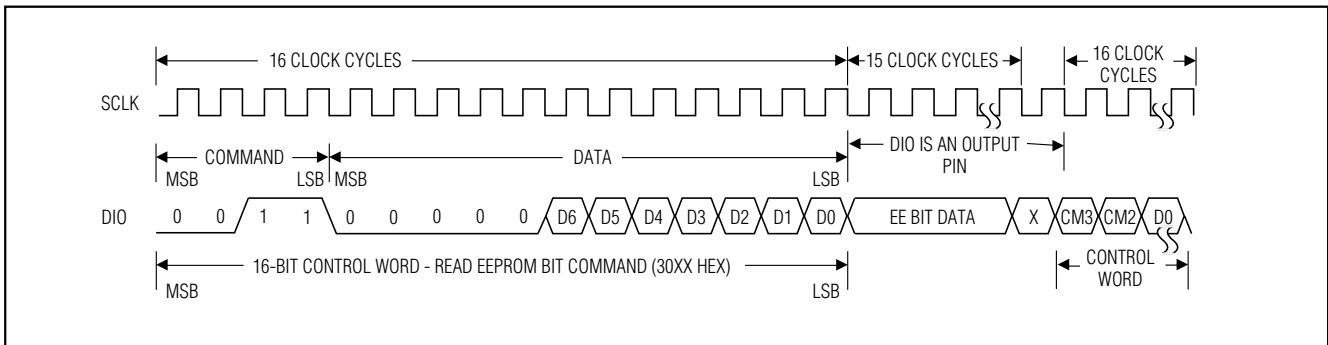 16 CLOCK CYCLES
15 CLOCK CYCLES
16 CLOCK
CYCLES
SCLK
COMMAND
DATA
DIO IS AN OUTPUT
PIN
MSB LSB MSB LSB
DIO 0 0 1 1 0 0 0 0 0 D6 D5 D4 D3 D2 D1 D0 EE BIT DATA X CM3 CM2 D0
16-BIT CONTROL WORD - READ EEPROM BIT COMMAND (30XX HEX)
CONTROL
WORD
MSB LSB